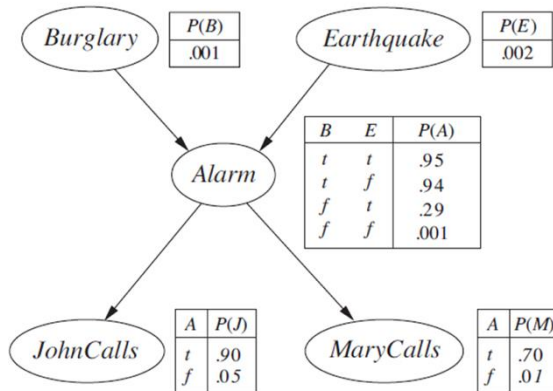 Burglary
P(B)
.001
Earthquake
P(E)
.002
Alarm
B E P(A)
t t .95
t f .94
f t .29
f f .001
JohnCalls
A P(J)
t .90
f .05
MaryCalls
A P(M)
t .70
f .01